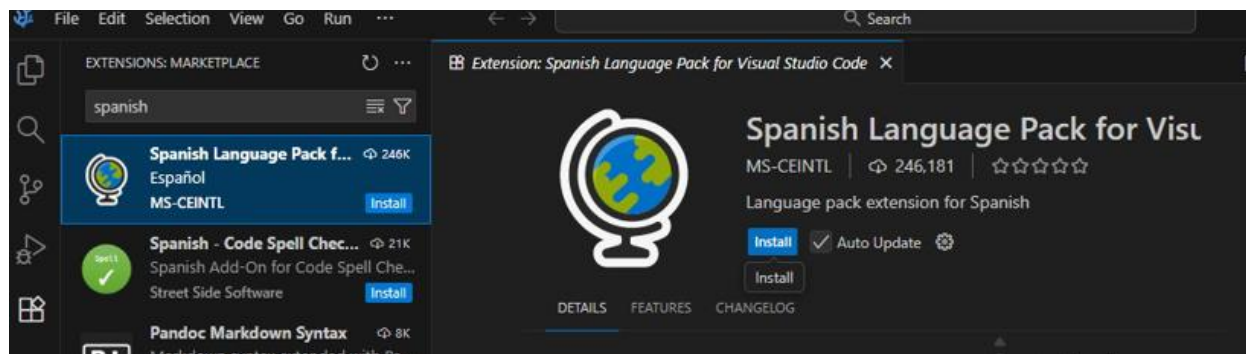 File Edit Selection View Go Run ...
Search
EXTENSIONS: MARKETPLACE
spanish
Spanish Language Pack f... 246K
Español
MS-CEINTL Install
Spanish - Code Spell Chec... 21K
Spell
Spanish Add-On for Code Spell Che...
Street Side Software Install
Pandoc Markdown Syntax 8K
Extension: Spanish Language Pack for Visual Studio Code
Spanish Language Pack for Visu
MS-CEINTL | 246,181
Language pack extension for Spanish
Install Auto Update
Install
DETAILS FEATURES CHANGELOG